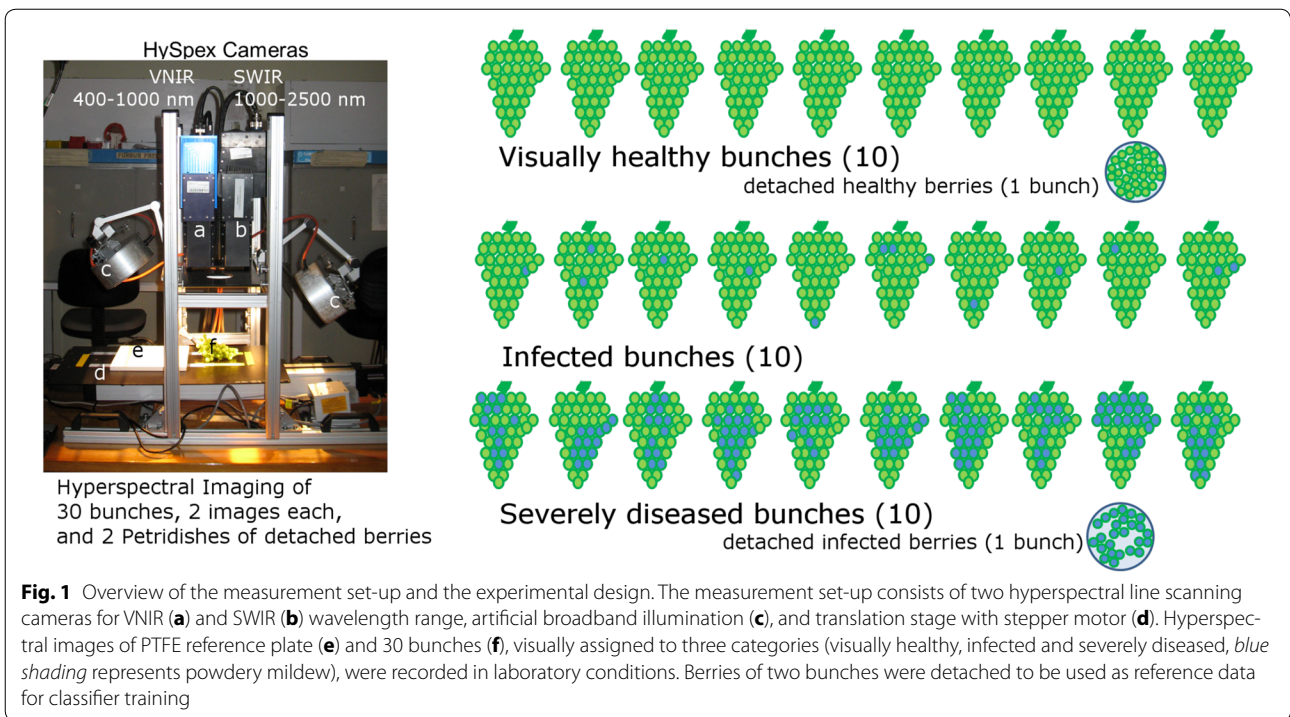 HySpex Cameras
VNIR SWIR
400-1000 nm 1000-2500 nm
a
b
c
c
e
f
d
Hyperspectral Imaging of
30 bunches, 2 images each,
and 2 Petridishes of detached berries
Visually healthy bunches (10)
detached healthy berries (1 bunch)
Infected bunches (10)
Severely diseased bunches (10)
detached infected berries (1 bunch)
Fig. 1 Overview of the measurement set-up and the experimental design. The measurement set-up consists of two hyperspectral line scanning
cameras for VNIR (a) and SWIR (b) wavelength range, artificial broadband illumination (c), and translation stage with stepper motor (d). Hyperspec-
tral images of PTFE reference plate (e) and 30 bunches (f), visually assigned to three categories (visually healthy, infected and severely diseased, blue
shading represents powdery mildew), were recorded in laboratory conditions. Berries of two bunches were detached to be used as reference data
for classifier training